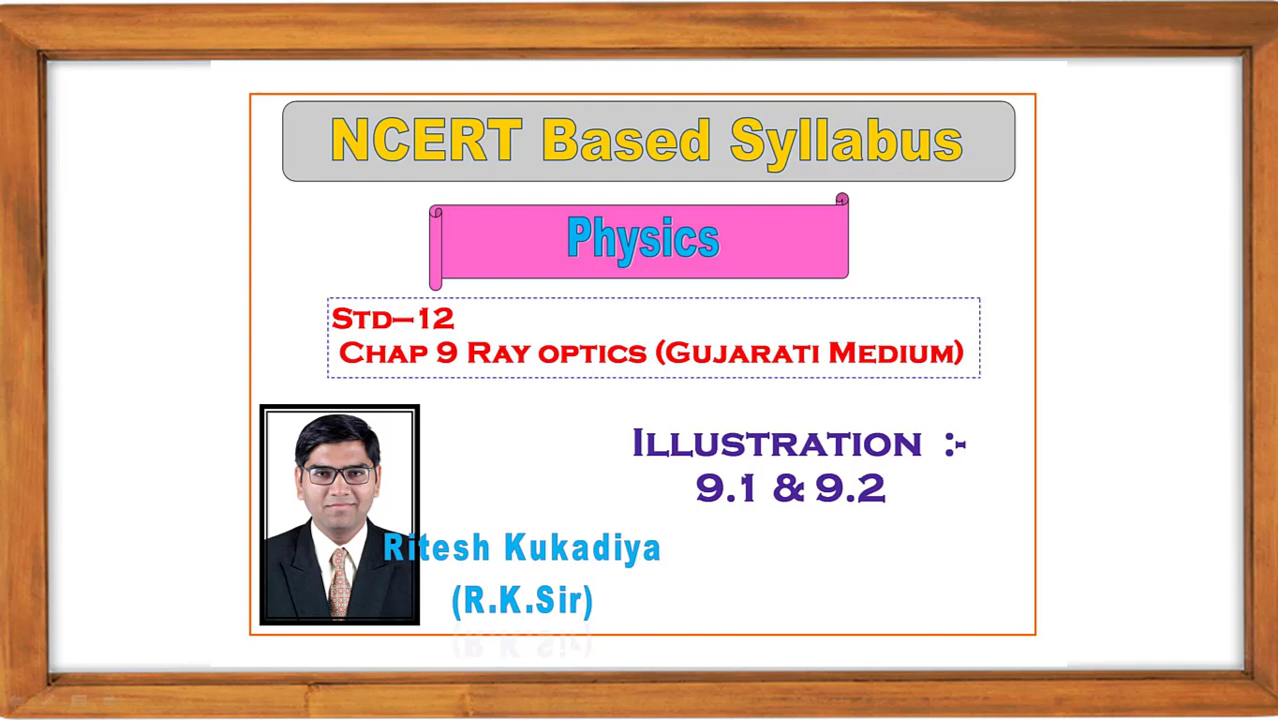 NCERT Based Syllabus
Physics
STD–12
CHAP 9 RAY OPTICS (GUJARATI MEDIUM)
ILLUSTRATION :-
9.1 & 9.2
Ritesh Kukadiya
(R.K.Sir)